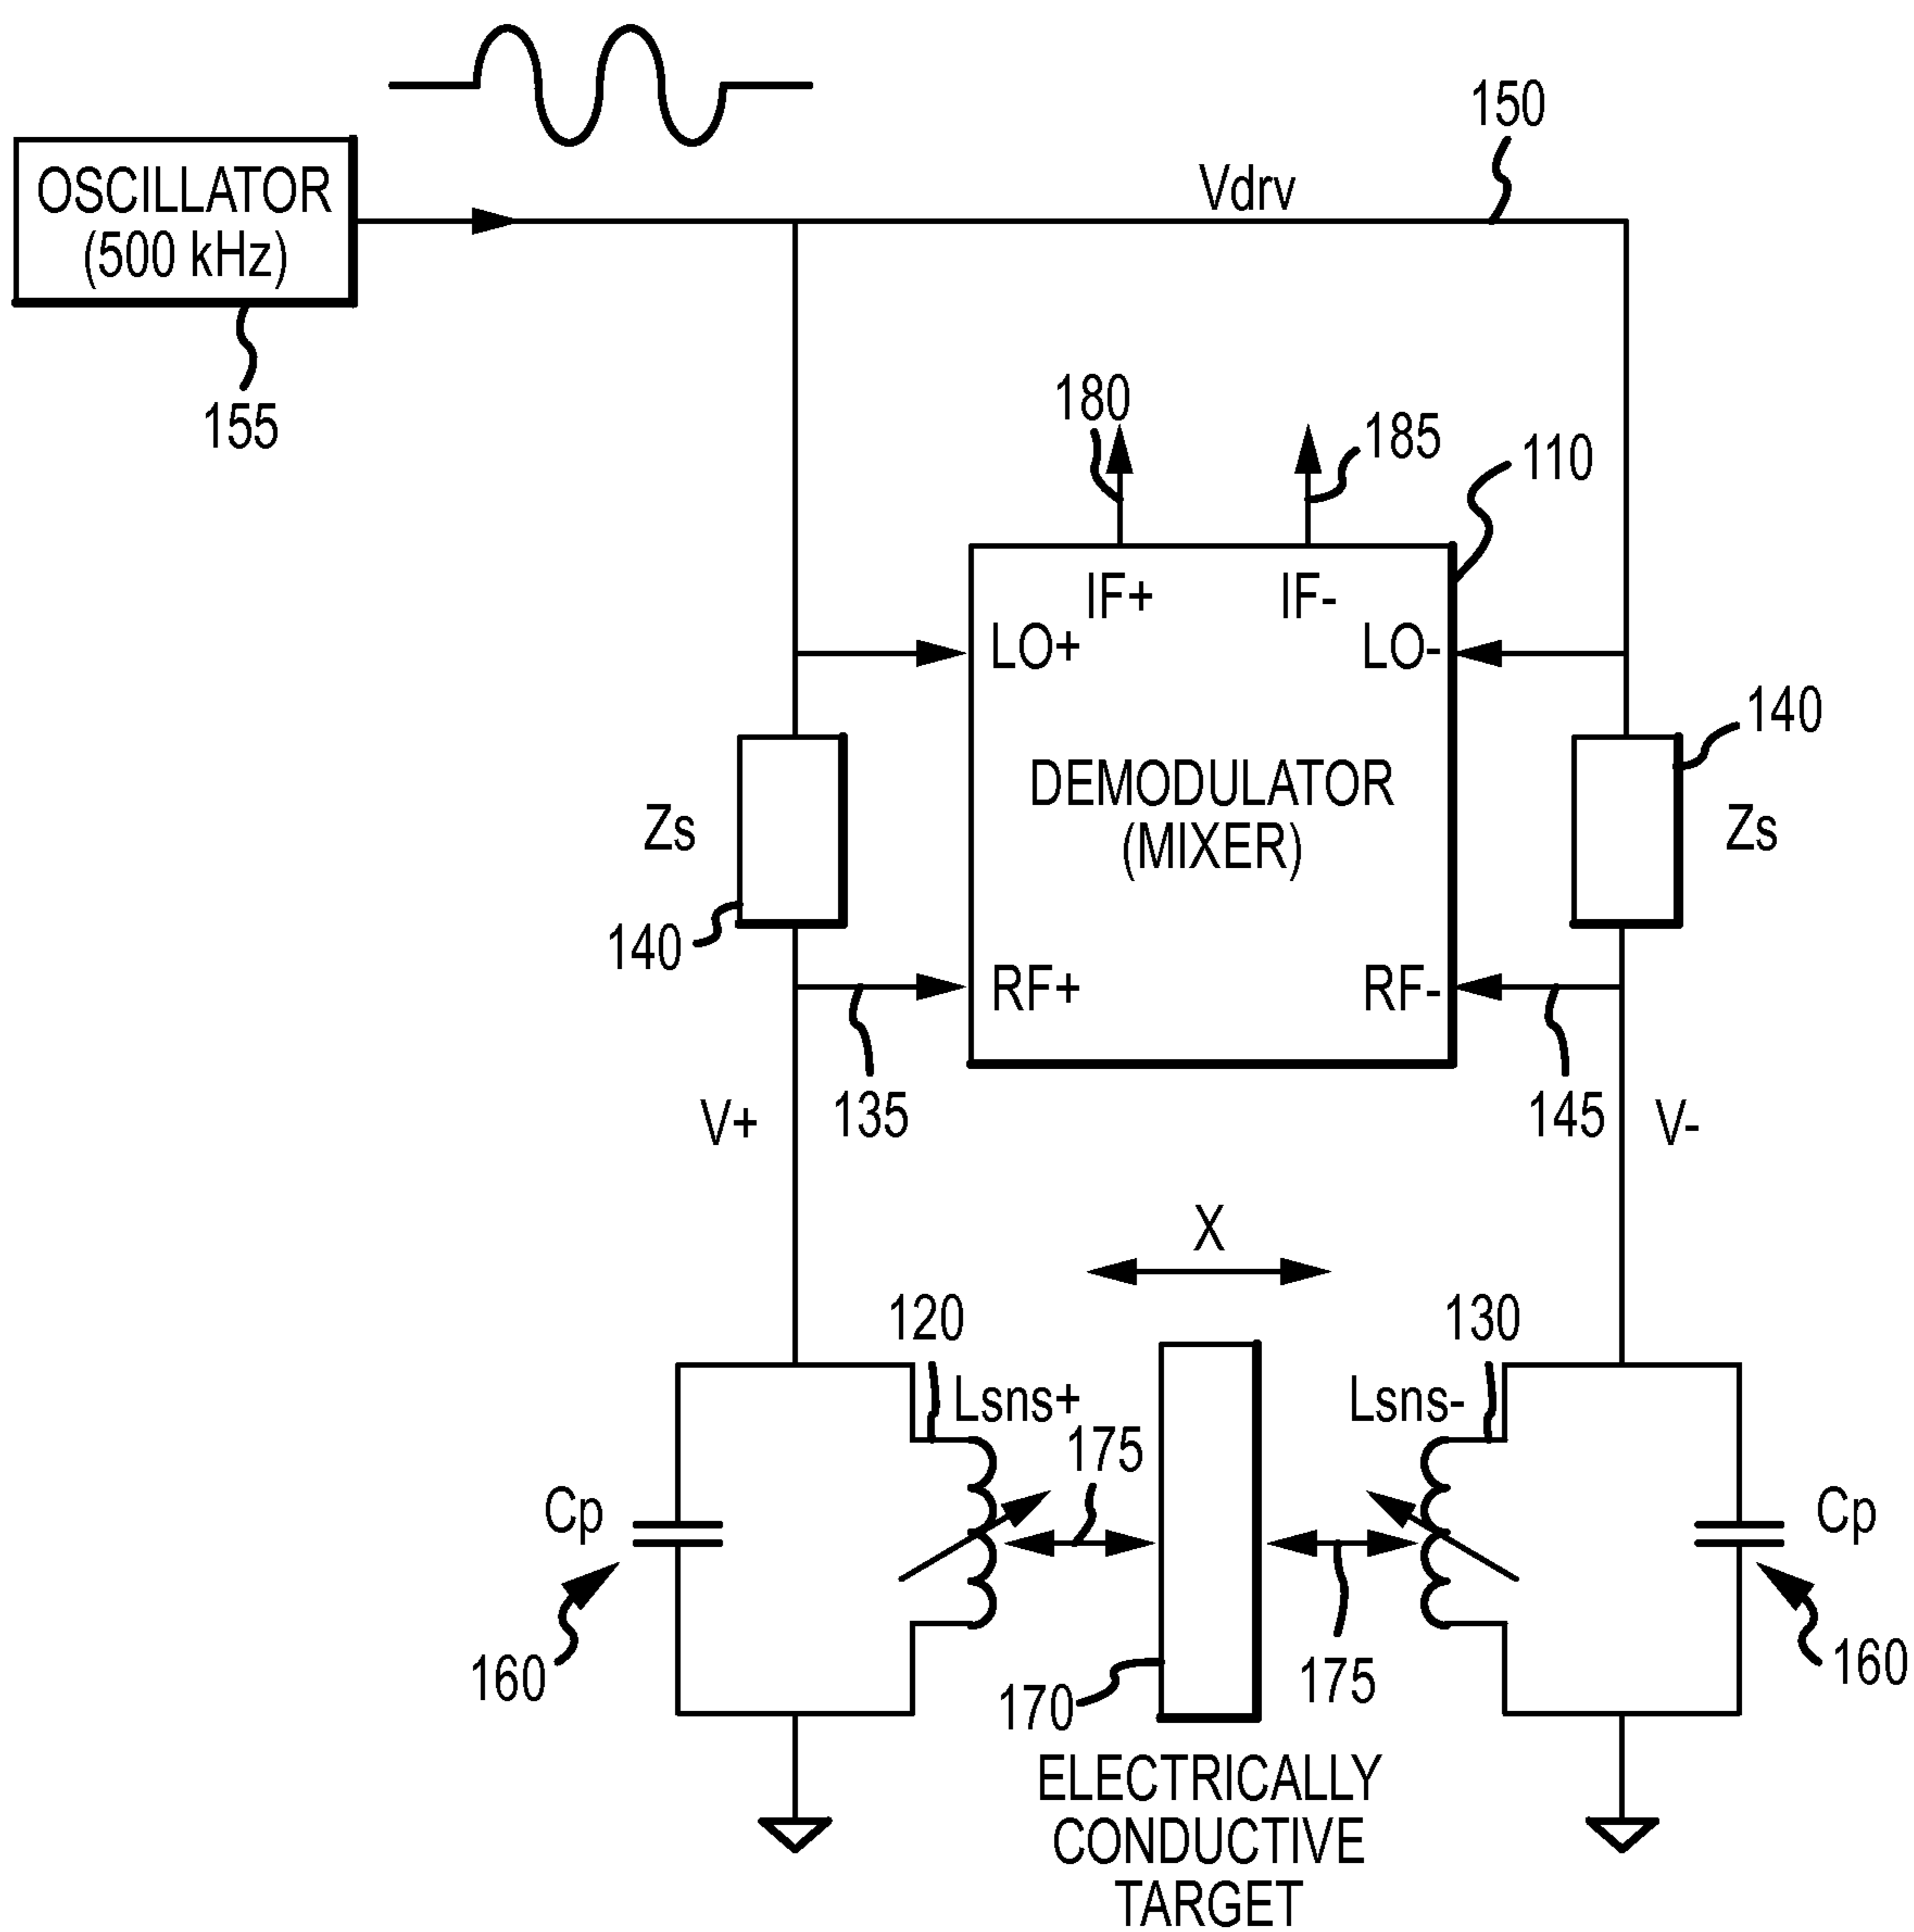 150
OSCILLATOR
(500 kHz)
Vdrv
155
180
185
110
IF+
IF-
LO+
LO-
140
DEMODULATOR
(MIXER)
Zs
Zs
140
RF+
RF-
V+
135
145
V-
X
120
130
Lsns+
Lsns-
175
Cp
Cp
160
170
175
160
ELECTRICALLY
CONDUCTIVE
TARGET